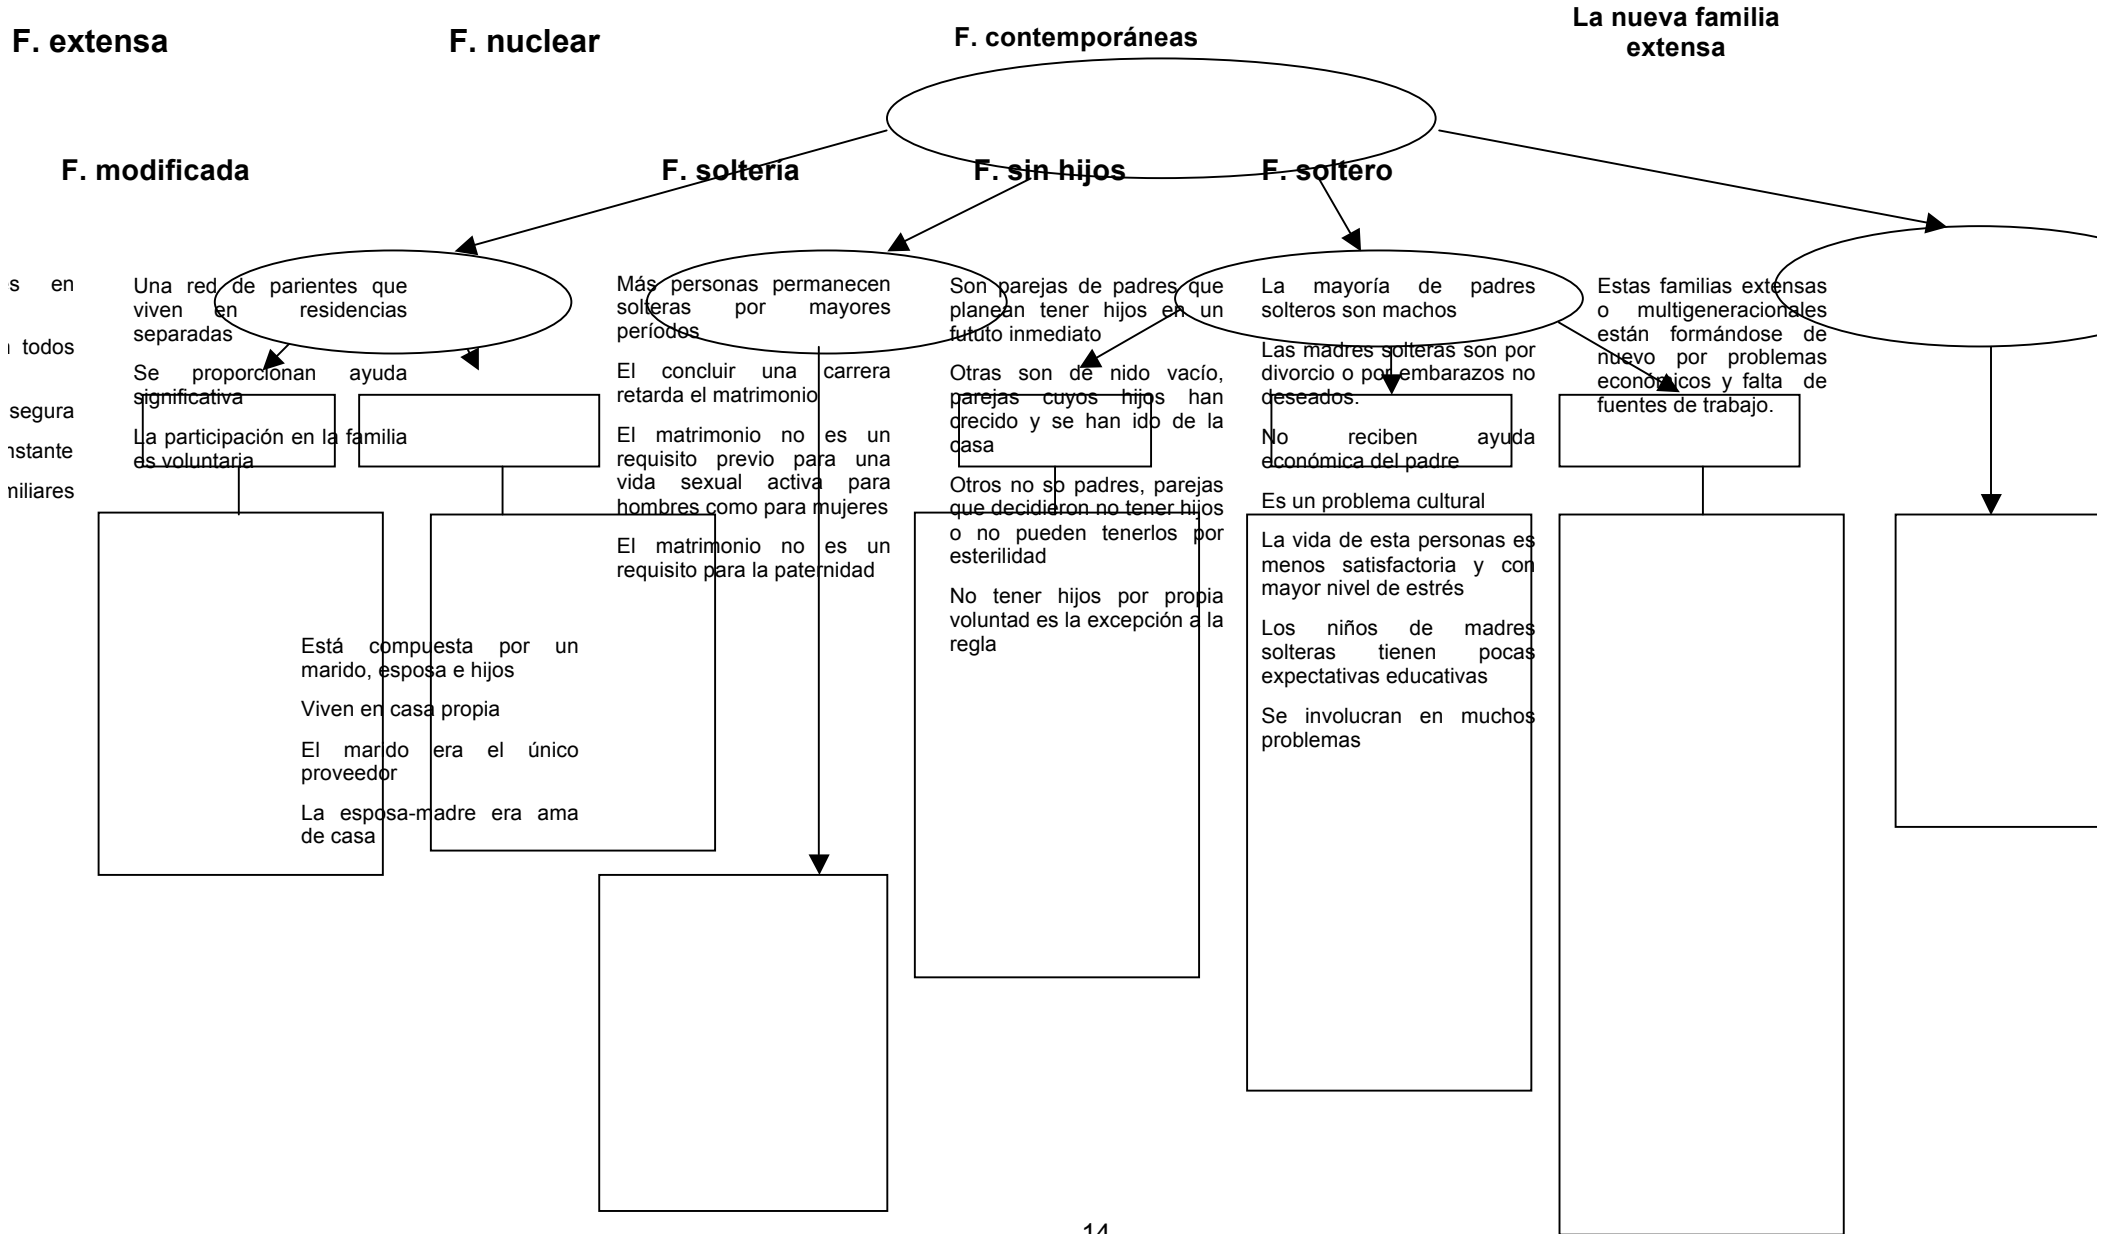 F. extensa
F. nuclear
F. contemporáneas
La nueva familia
extensa
F. modificada
F. soltería
F. sin hijos
F. soltero
s en
todos
segura
Una red de parientes que
viven en residencias
separadas
Se proporcionan ayuda
significativa
La participación en la familia
es voluntaria
Está compuesta por un
marido, esposa e hijos
Viven en casa propia
El marido era el único
proveedor
La esposa-madre era ama
de casa
Más personas permanecen
solteras por mayores
períodos
El concluir una carrera
retarda el matrimonio
El matrimonio no es un
requisito previo para una
vida sexual activa para
hombres como para mujeres
El matrimonio no es un
requisito para la paternidad
Son parejas de padres que
planean tener hijos en un
fututo inmediato
Otras son de nido vacío,
parejas cuyos hijos han
crecido y se han ido de la
casa
Otros no so padres, parejas
que decidieron no tener hijos
o no pueden tenerlos por
esterilidad
No tener hijos por propia
voluntad es la excepción a la
regla
La mayoría de padres
solteros son machos
Las madres solteras son por
divorcio o por embarazos no
deseados.
No reciben ayuda
económica del padre
Es un problema cultural
La vida de esta personas es
menos satisfactoria y con
mayor nivel de estrés
Los niños de madres
solteras tienen pocas
expectativas educativas
Se involucran en muchos
problemas
Estas familias extensas
o multigeneracionales
están formándose de
nuevo por problemas
económicos y falta de
fuentes de trabajo.
14